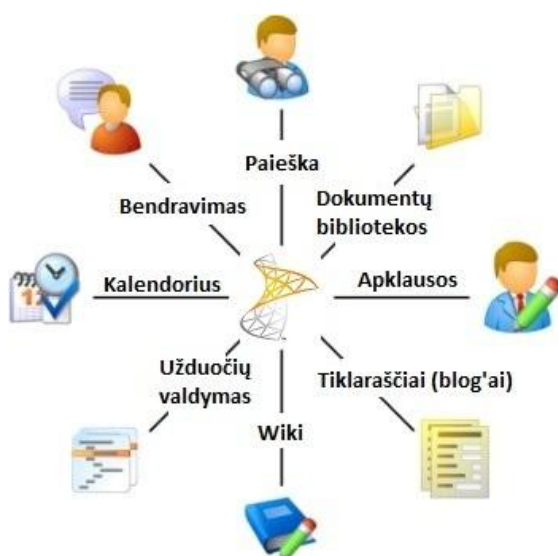 Paieška
Bendravimas
Dokumentų
bibliotekos
Kalendorius
Apklausos
Užduočių
valdymas
Tiklaraščiai (blog'ai)
Wiki